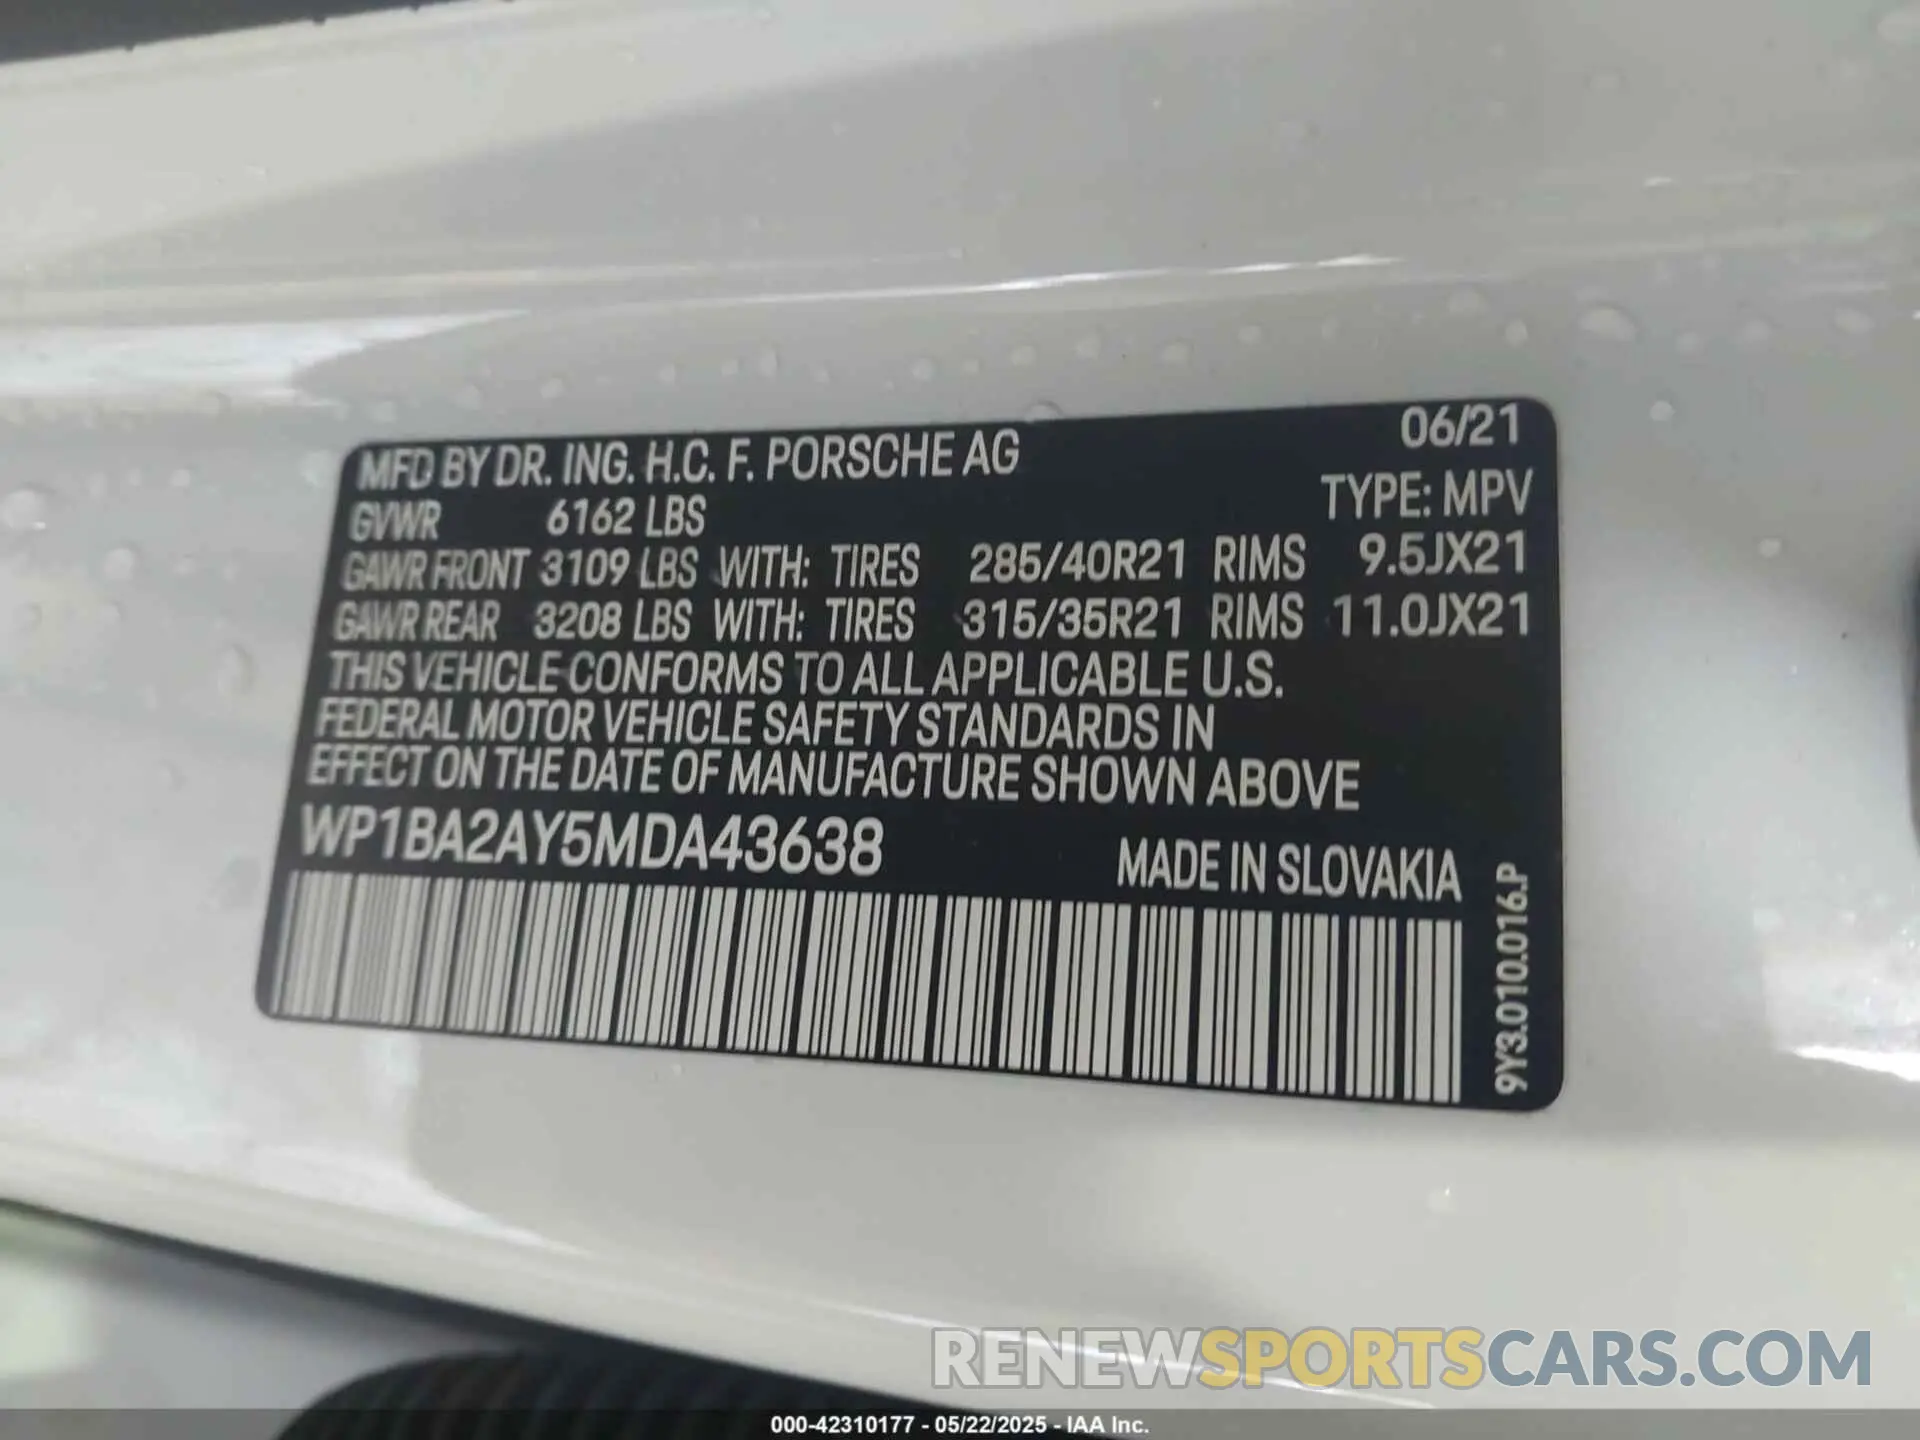 06/21
MFD BY DR. ING. H.C. F. PORSCHE AG
TYPE: MPV
GVWR 6162 LBS
GAWR FRONT 3109 LBS WITH: TIRES 285/40R21 RIMS 9.5JX21
GAWR REAR 3208 LBS WITH: TIRES 315/35R21 RIMS 11.0JX21
THIS VEHICLE CONFORMS TO ALL APPLICABLE U.S.
FEDERAL MOTOR VEHICLE SAFETY STANDARDS IN
EFFECT ON THE DATE OF MANUFACTURE SHOWN ABOVE
WP1BA2AY5MDA43638
MADE IN SLOVAKIA
9Y3.010.016.P
RENEWSPORTSCARS.COM
000-42310177 - 05/22/2025 - IAA Inc.